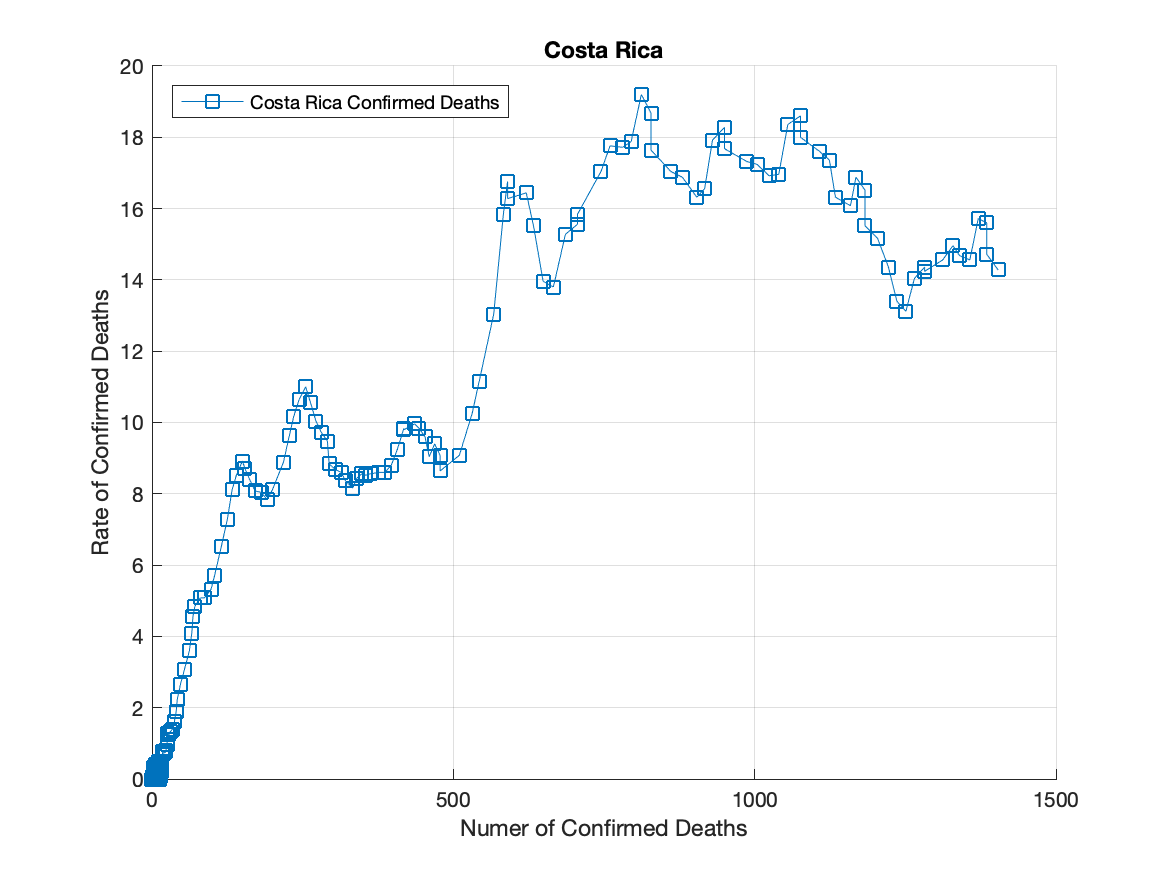 Costa Rica
Costa Rica Confirmed Deaths
20
18
16
14
12
10
8
6
4
2
0
Rate of Confirmed Deaths
0 500 1000 1500
Numer of Confirmed Deaths